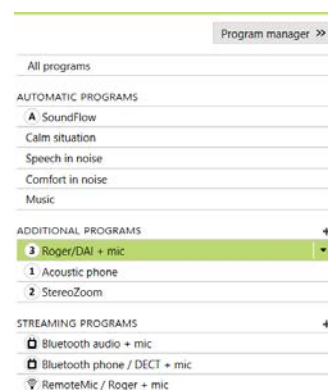 Program manager »
All programs
AUTOMATIC PROGRAMS
A SoundFlow
Calm situation
Speech in noise
Comfort in noise
Music
ADDITIONAL PROGRAMS +
3 Roger/DAI + mic
1 Acoustic phone
2 StereoZoom
STREAMING PROGRAMS +
Bluetooth audio + mic
Bluetooth phone / DECT + mic
RemoteMic / Roger + mic